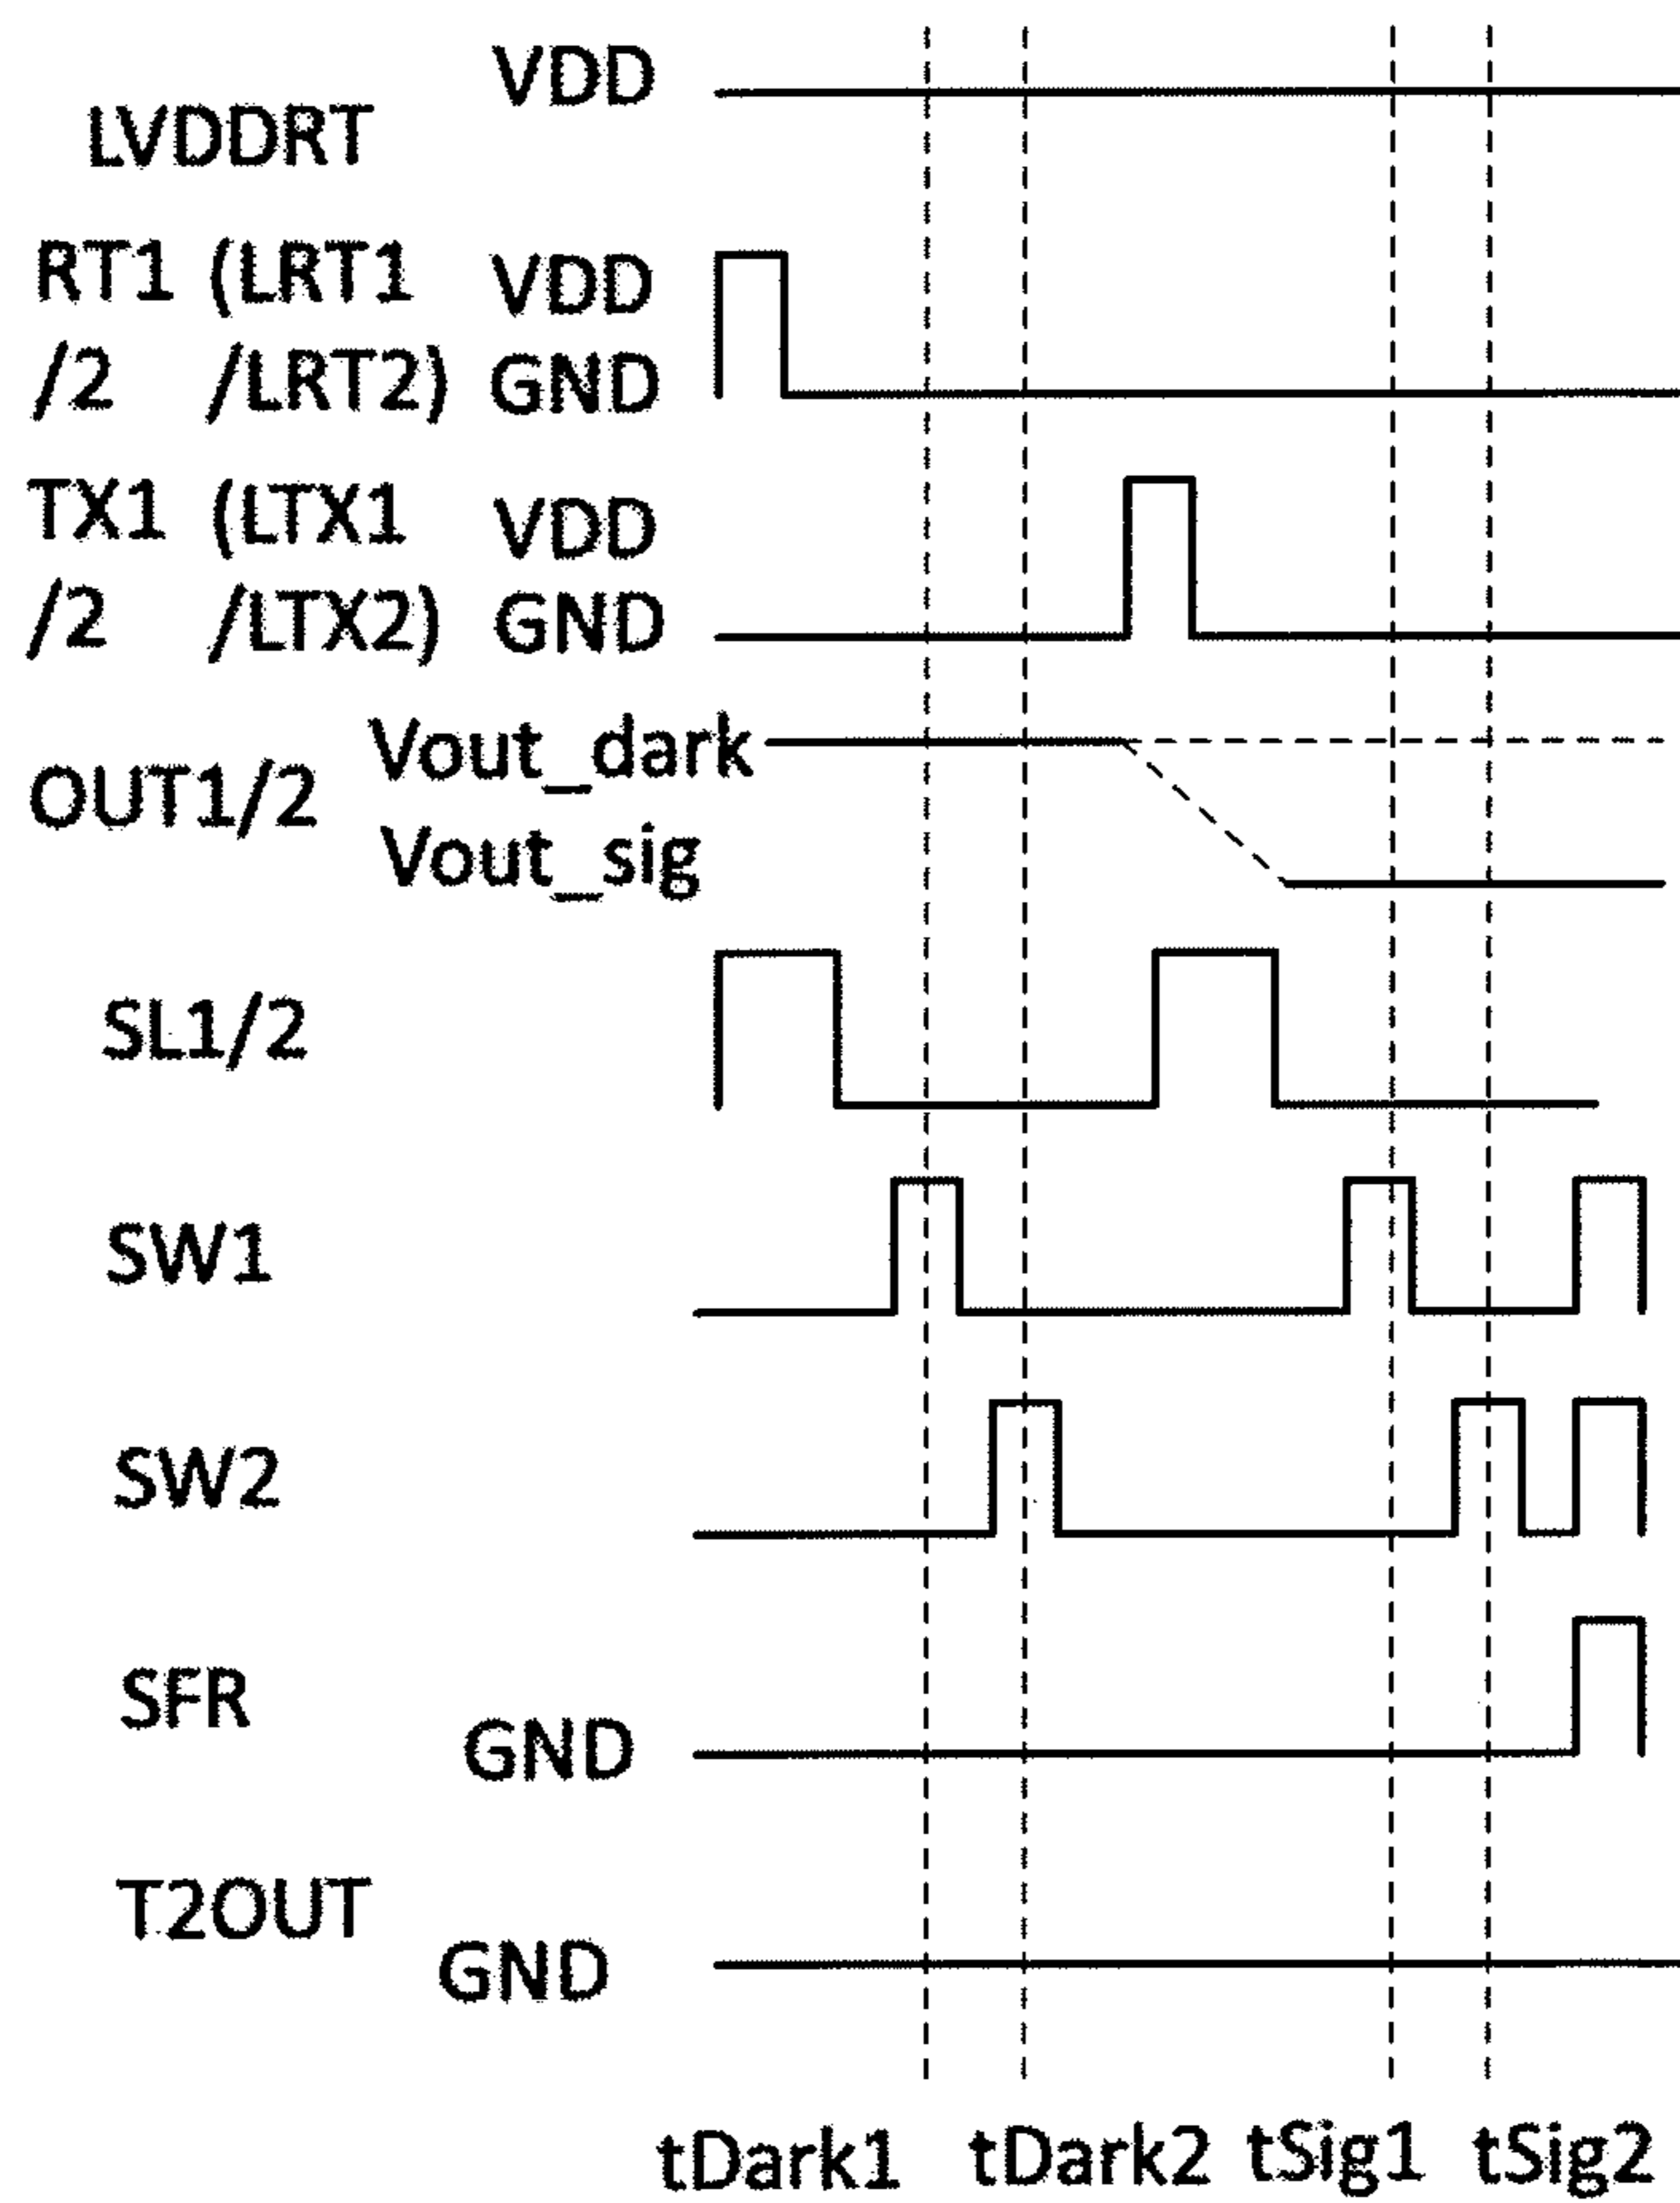 VDD
LVDDRT
RT1 (LRT1 VDD
/2 /LRT2) GND
TX1 (LTX1 VDD
/2 /LTX2) GND
Vout_dark
OUT1/2
Vout_sig
SL1/2
SW1
SW2
SFR
GND
T2OUT
GND
tDark1 tDark2 tSig1 tSig2